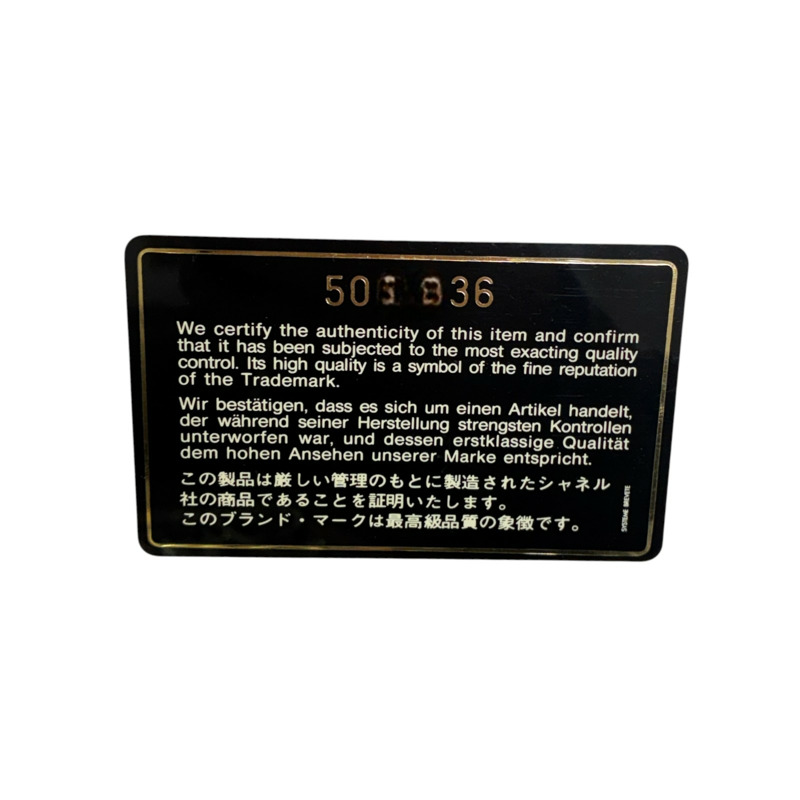 50 36
We certify the authenticity of this item and confirm
that it has been subjected to the most exacting quality
control. Its high quality is a symbol of the fine reputation
of the Trademark.
Wir bestätigen, dass es sich um einen Artikel handelt,
der während seiner Herstellung strengsten Kontrollen
unterworfen war, und dessen erstklassige Qualität
dem hohen Ansehen unserer Marke entspricht.
この製品は厳しい管理のもとに製造されたシャネル
社の商品であることを証明いたします。
このブランド・マークは最高級品質の象徴です。
SYSTEME BREVETE